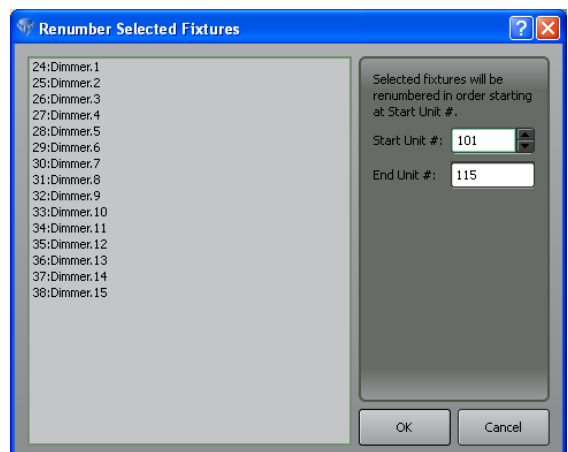 Renumber Selected Fixtures
24:Dimmer.1
25:Dimmer.2
26:Dimmer.3
27:Dimmer.4
28:Dimmer.5
29:Dimmer.6
30:Dimmer.7
31:Dimmer.8
32:Dimmer.9
33:Dimmer.10
34:Dimmer.11
35:Dimmer.12
36:Dimmer.13
37:Dimmer.14
38:Dimmer.15
Selected fixtures will be
renumbered in order starting
at Start Unit #.
Start Unit #: 101
End Unit #: 115
OK Cancel